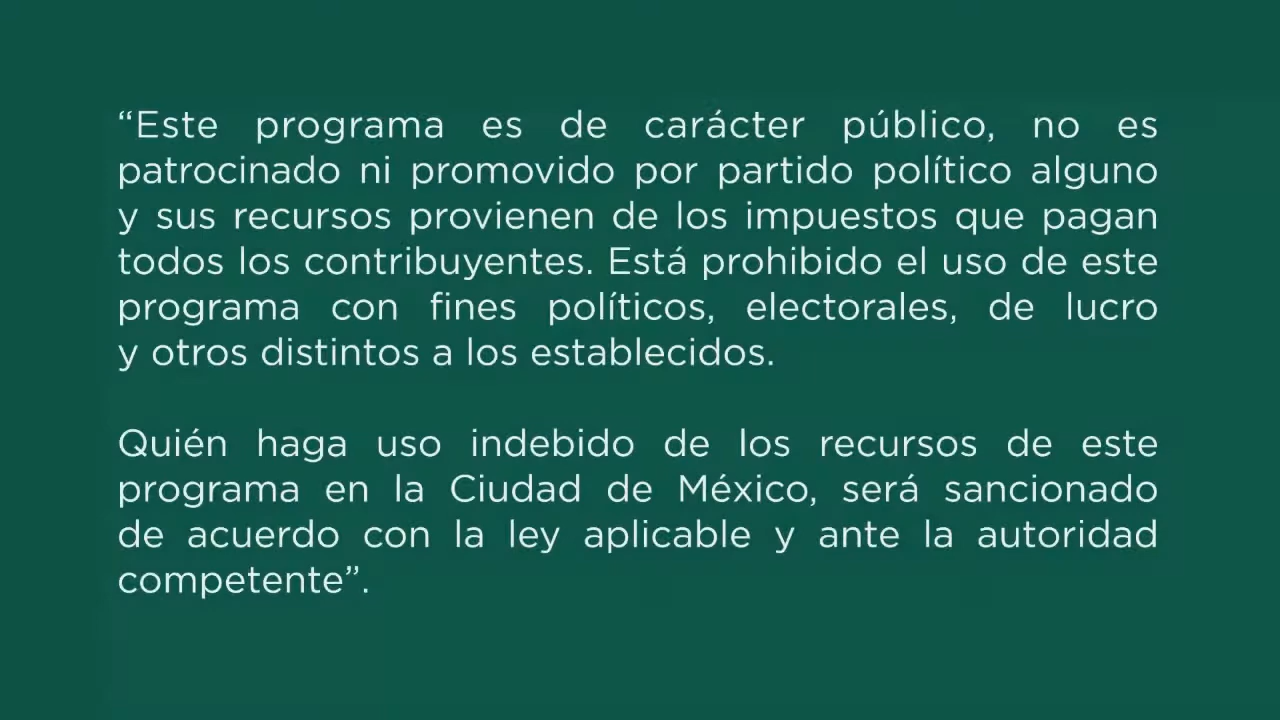 “Este programa es de carácter público, no es
patrocinado ni promovido por partido político alguno
y sus recursos provienen de los impuestos que pagan
todos los contribuyentes. Está prohibido el uso de este
programa con fines políticos, electorales, de lucro
y otros distintos a los establecidos.
Quién haga uso indebido de los recursos de este
programa en la Ciudad de México, será sancionado
de acuerdo con la ley aplicable y ante la autoridad
competente”.